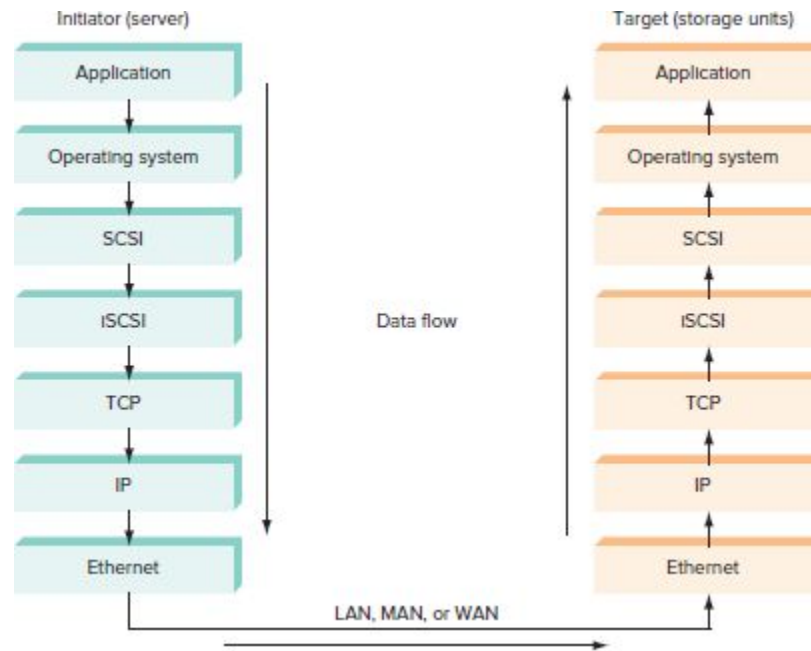 Initiator (server)
Target (storage units)
Application
Application
Operating system
Operating system
SCSI
SCSI
iSCSI
Data flow
iSCSI
TCP
TCP
IP
IP
Ethernet
Ethernet
LAN, MAN, or WAN